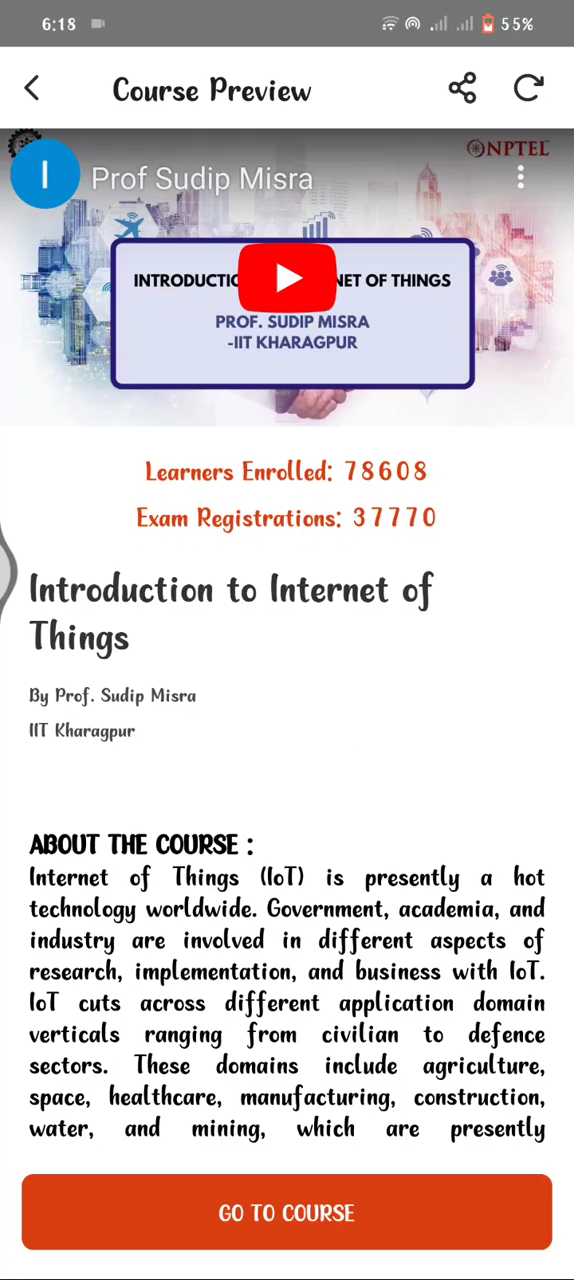 6:18
55%
Course Preview
NPTEL
I
Prof Sudip Misra
INTRODUCTIO NET OF THINGS
PROF. SUDIP MISRA
-IIT KHARAGPUR
Learners Enrolled: 78608
Exam Registrations: 37770
Introduction to Internet of
Things
By Prof. Sudip Misra
IIT Kharagpur
ABOUT THE COURSE :
Internet of Things (IoT) is presently a hot
technology worldwide. Government, academia, and
industry are involved in different aspects of
research, implementation, and business with IoT.
IoT cuts across different application domain
verticals ranging from civilian to defence
sectors. These domains include agriculture,
space, healthcare, manufacturing, construction,
water, and mining, which are presently
GO TO COURSE